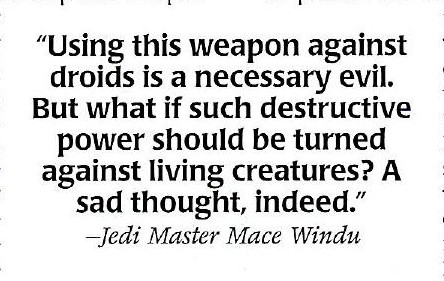 “Using this weapon against
droids is a necessary evil.
But what if such destructive
power should be turned
against living creatures? A
sad thought, indeed.”
–Jedi Master Mace Windu